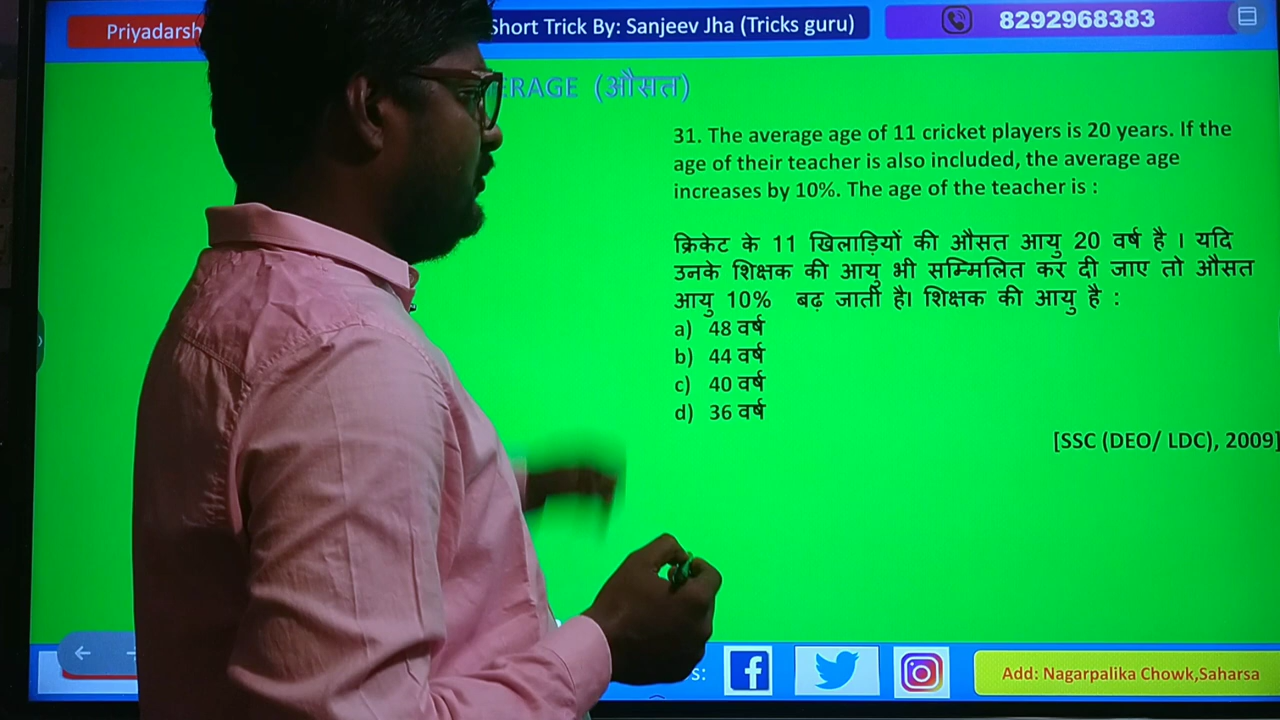 Priyadarsh
Short Trick By: Sanjeev Jha (Tricks guru)
8292968383
ERAGE (औसत)
31. The average age of 11 cricket players is 20 years. If the
age of their teacher is also included, the average age
increases by 10%. The age of the teacher is :
क्रिकेट के 11 खिलाड़ियों की औसत आयु 20 वर्ष है । यदि
उनके शिक्षक की आयु भी सम्मिलित कर दी जाए तो औसत
आयु 10% बढ़ जाती है। शिक्षक की आयु है :
a) 48 वर्ष
b) 44 वर्ष
c) 40 वर्ष
d) 36 वर्ष
[SSC (DEO/ LDC), 2009]
s:
Add: Nagarpalika Chowk,Saharsa